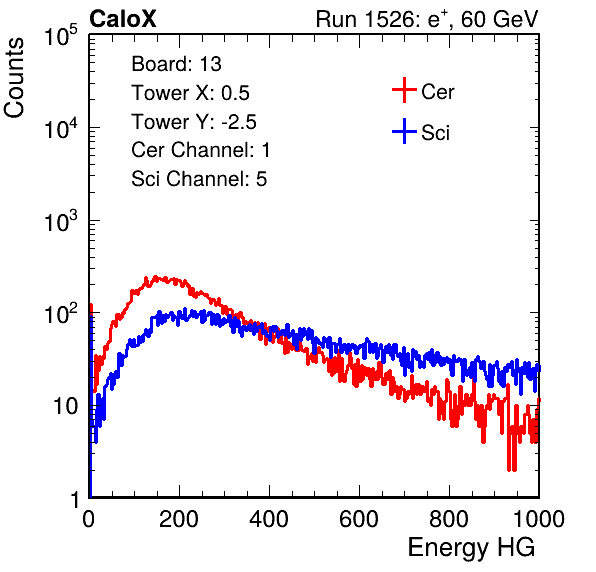 CaloX Run 1526: e⁺, 60 GeV
Counts
Board: 13
Tower X: 0.5
Tower Y: -2.5
Cer Channel: 1
Sci Channel: 5
Cer
Sci
10⁵
10⁴
10³
10²
10
1
0 200 400 600 800 1000
Energy HG